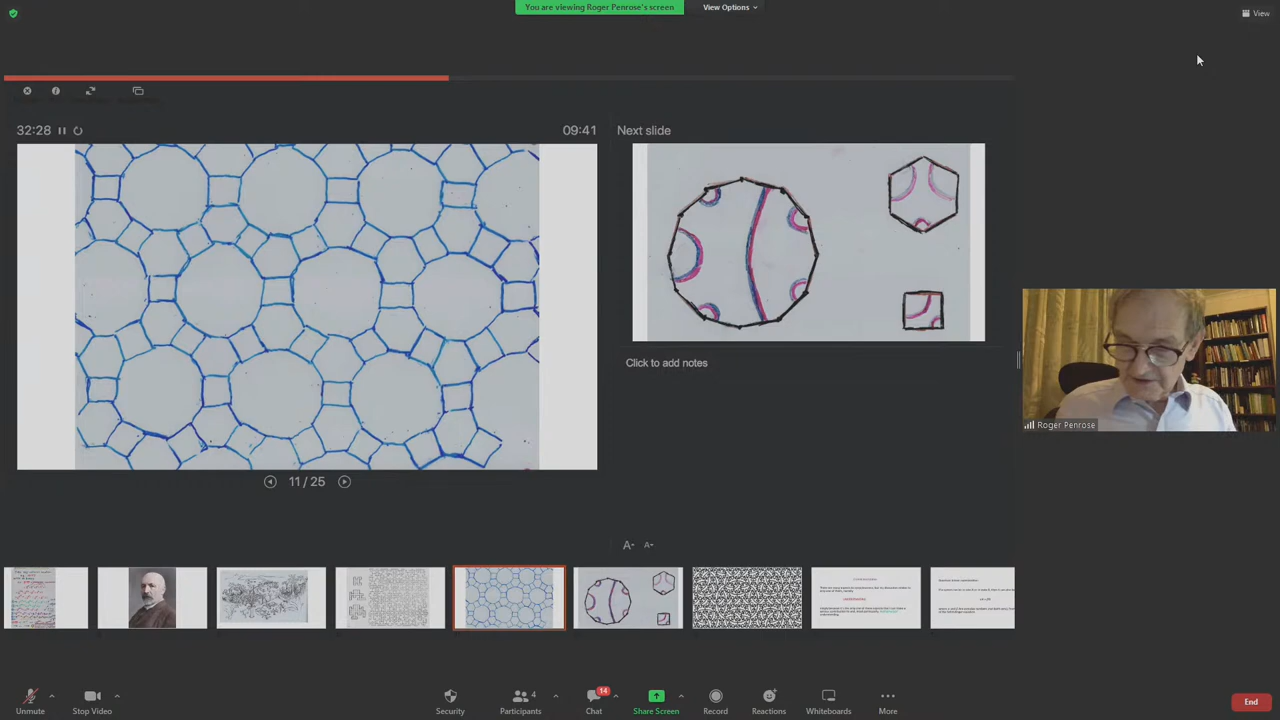 You are viewing Roger Penrose's screen
View Options
View
32:28
09:41
Next slide
Click to add notes
11 / 25
A
A
Roger Penrose
UNDERSTANDING
Unmute
Stop Video
Security
4
Participants
14
Chat
Share Screen
Record
Reactions
Whiteboards
More
End